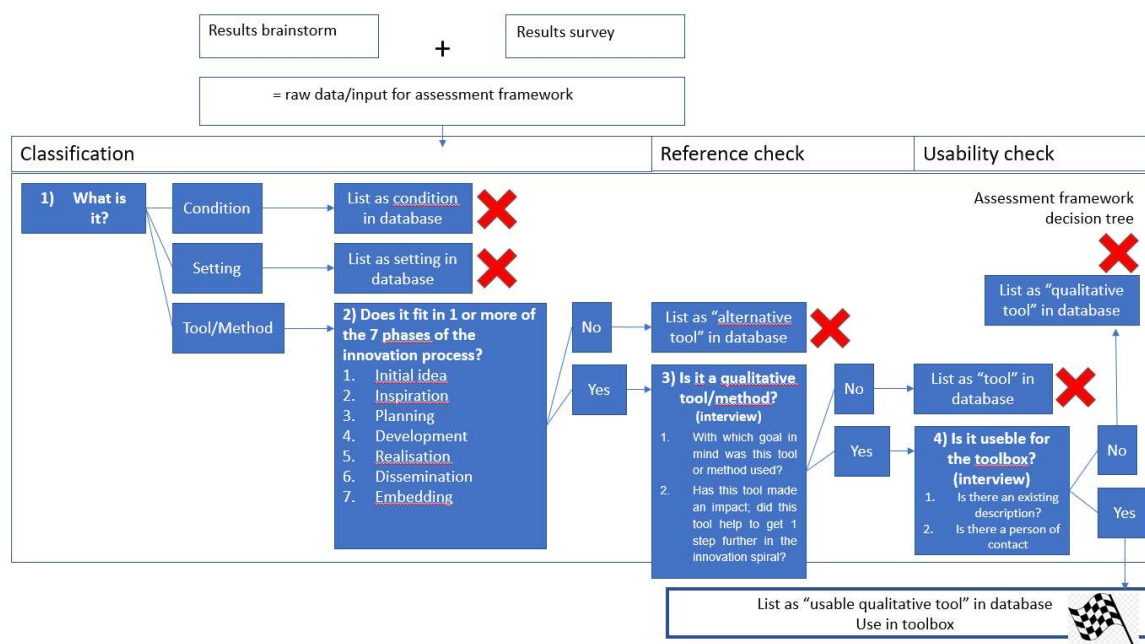 Results brainstorm
+
Results survey
= raw data/input for assessment framework
Classification
Reference check
Usability check
Assessment framework
decision tree
1) What is
it?
Condition
List as condition
in database
Setting
List as setting in
database
Tool/Method
2) Does it fit in 1 or more of
the 7 phases of the
innovation process?
1. Initial idea
2. Inspiration
3. Planning
4. Development
5. Realisation
6. Dissemination
7. Embedding
No
List as “alternative
tool” in database
Yes
3) Is it a qualitative
tool/method?
(interview)
1. With which goal in
mind was this tool
or method used?
2. Has this tool made
an impact; did this
tool help to get 1
step further in the
innovation spiral?
No
List as “tool” in
database
Yes
4) Is it useble for
the toolbox?
(interview)
1. Is there an existing
description?
2. Is there a person of
contact
No
List as “qualitative
tool” in database
Yes
List as “usable qualitative tool” in database
Use in toolbox